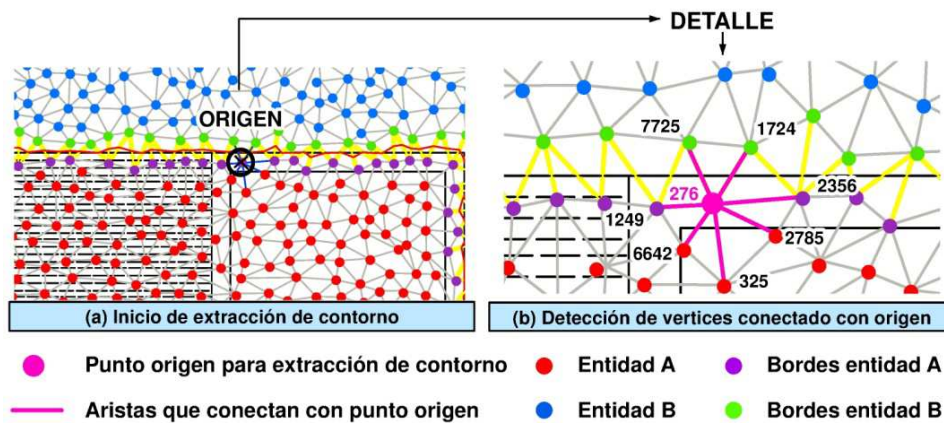 DETALLE
ORIGEN
7725
1724
276
2356
1249
6642
2785
325
(a) Inicio de extracción de contorno
(b) Detección de vertices conectado con origen
Punto origen para extracción de contorno
Entidad A
Bordes entidad A
Aristas que conectan con punto origen
Entidad B
Bordes entidad B